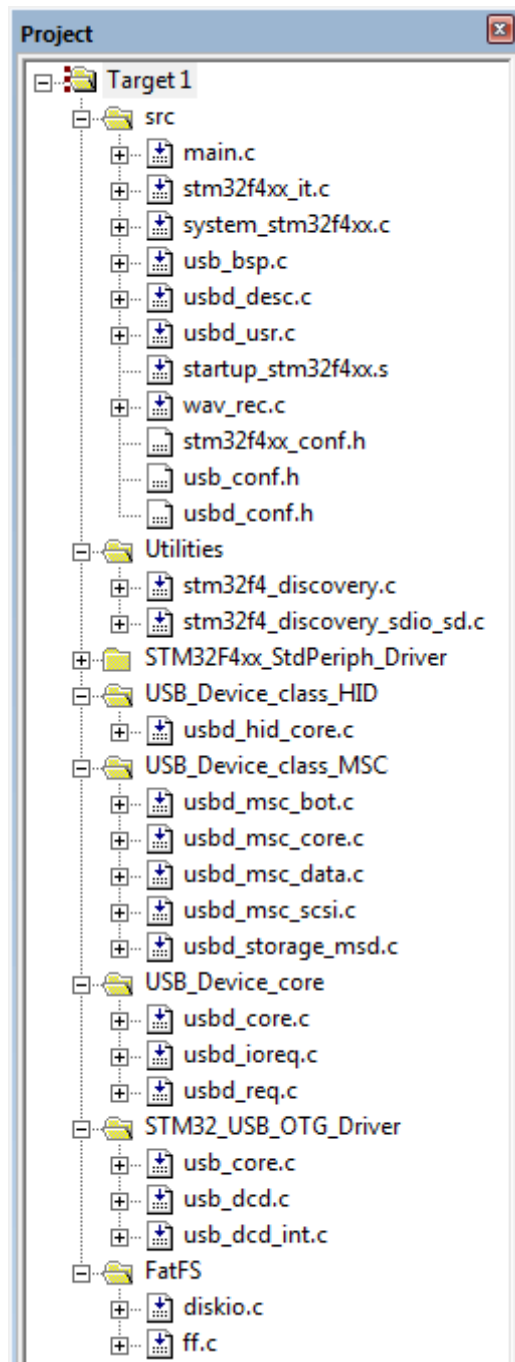 Project
Target 1
src
main.c
stm32f4xx_it.c
system_stm32f4xx.c
usb_bsp.c
usbd_desc.c
usbd_usr.c
startup_stm32f4xx.s
wav_rec.c
stm32f4xx_conf.h
usb_conf.h
usbd_conf.h
Utilities
stm32f4_discovery.c
stm32f4_discovery_sdio_sd.c
STM32F4xx_StdPeriph_Driver
USB_Device_class_HID
usbd_hid_core.c
USB_Device_class_MSC
usbd_msc_bot.c
usbd_msc_core.c
usbd_msc_data.c
usbd_msc_scsi.c
usbd_storage_msd.c
USB_Device_core
usbd_core.c
usbd_ioreq.c
usbd_req.c
STM32_USB_OTG_Driver
usb_core.c
usb_dcd.c
usb_dcd_int.c
FatFS
diskio.c
ff.c